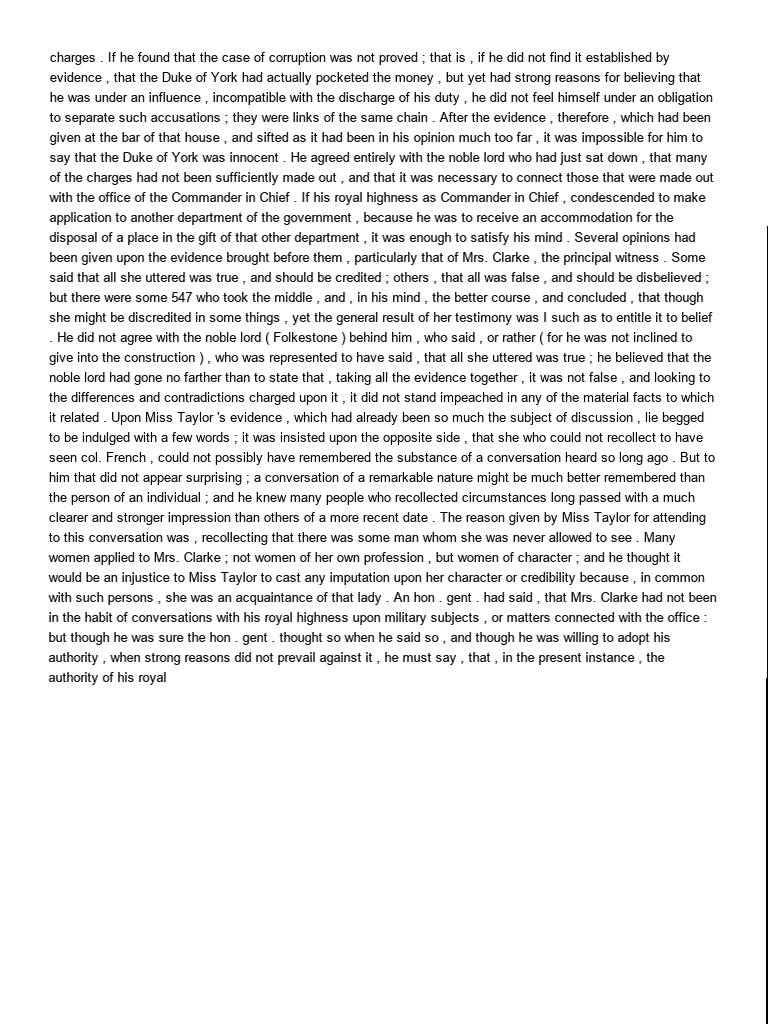 charges . If he found that the case of corruption was not proved ; that is , if he did not find it established by
evidence , that the Duke of York had actually pocketed the money , but yet had strong reasons for believing that
he was under an influence , incompatible with the discharge of his duty , he did not feel himself under an obligation
to separate such accusations ; they were links of the same chain . After the evidence , therefore , which had been
given at the bar of that house , and sifted as it had been in his opinion much too far , it was impossible for him to
say that the Duke of York was innocent . He agreed entirely with the noble lord who had just sat down , that many
of the charges had not been sufficiently made out , and that it was necessary to connect those that were made out
with the office of the Commander in Chief . If his royal highness as Commander in Chief , condescended to make
application to another department of the government , because he was to receive an accommodation for the
disposal of a place in the gift of that other department , it was enough to satisfy his mind . Several opinions had
been given upon the evidence brought before them , particularly that of Mrs. Clarke , the principal witness . Some
said that all she uttered was true , and should be credited ; others , that all was false , and should be disbelieved ;
but there were some 547 who took the middle , and , in his mind , the better course , and concluded , that though
she might be discredited in some things , yet the general result of her testimony was I such as to entitle it to belief
. He did not agree with the noble lord ( Folkestone ) behind him , who said , or rather ( for he was not inclined to
give into the construction ) , who was represented to have said , that all she uttered was true ; he believed that the
noble lord had gone no farther than to state that , taking all the evidence together , it was not false , and looking to
the differences and contradictions charged upon it , it did not stand impeached in any of the material facts to which
it related . Upon Miss Taylor 's evidence , which had already been so much the subject of discussion , lie begged
to be indulged with a few words ; it was insisted upon the opposite side , that she who could not recollect to have
seen col. French , could not possibly have remembered the substance of a conversation heard so long ago . But to
him that did not appear surprising ; a conversation of a remarkable nature might be much better remembered than
the person of an individual ; and he knew many people who recollected circumstances long passed with a much
clearer and stronger impression than others of a more recent date . The reason given by Miss Taylor for attending
to this conversation was , recollecting that there was some man whom she was never allowed to see . Many
women applied to Mrs. Clarke ; not women of her own profession , but women of character ; and he thought it
would be an injustice to Miss Taylor to cast any imputation upon her character or credibility because , in common
with such persons , she was an acquaintance of that lady . An hon . gent . had said , that Mrs. Clarke had not been
in the habit of conversations with his royal highness upon military subjects , or matters connected with the office :
but though he was sure the hon . gent . thought so when he said so , and though he was willing to adopt his
authority , when strong reasons did not prevail against it , he must say , that , in the present instance , the
authority of his royal